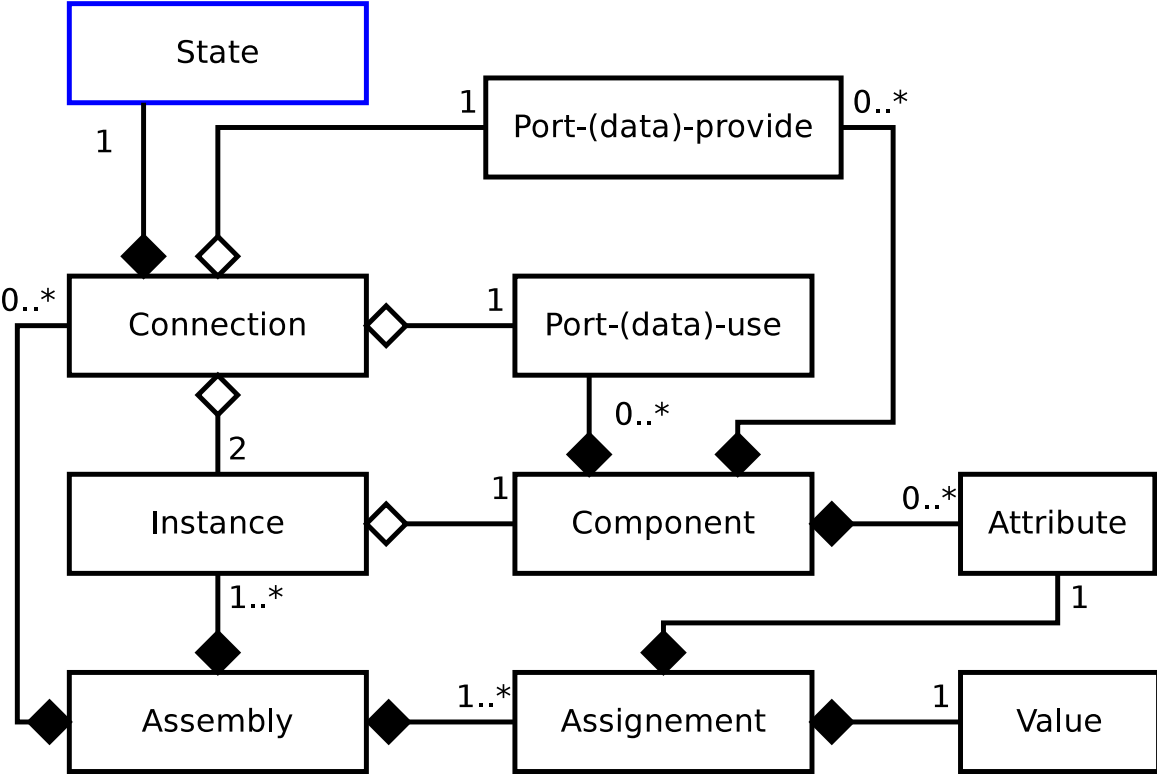 State
1
1
Port-(data)-provide
0..*
0..*
Connection
1
Port-(data)-use
0..*
2
Instance
1
Component
0..*
Attribute
1..*
1
Assembly
1..*
Assignement
1
Value